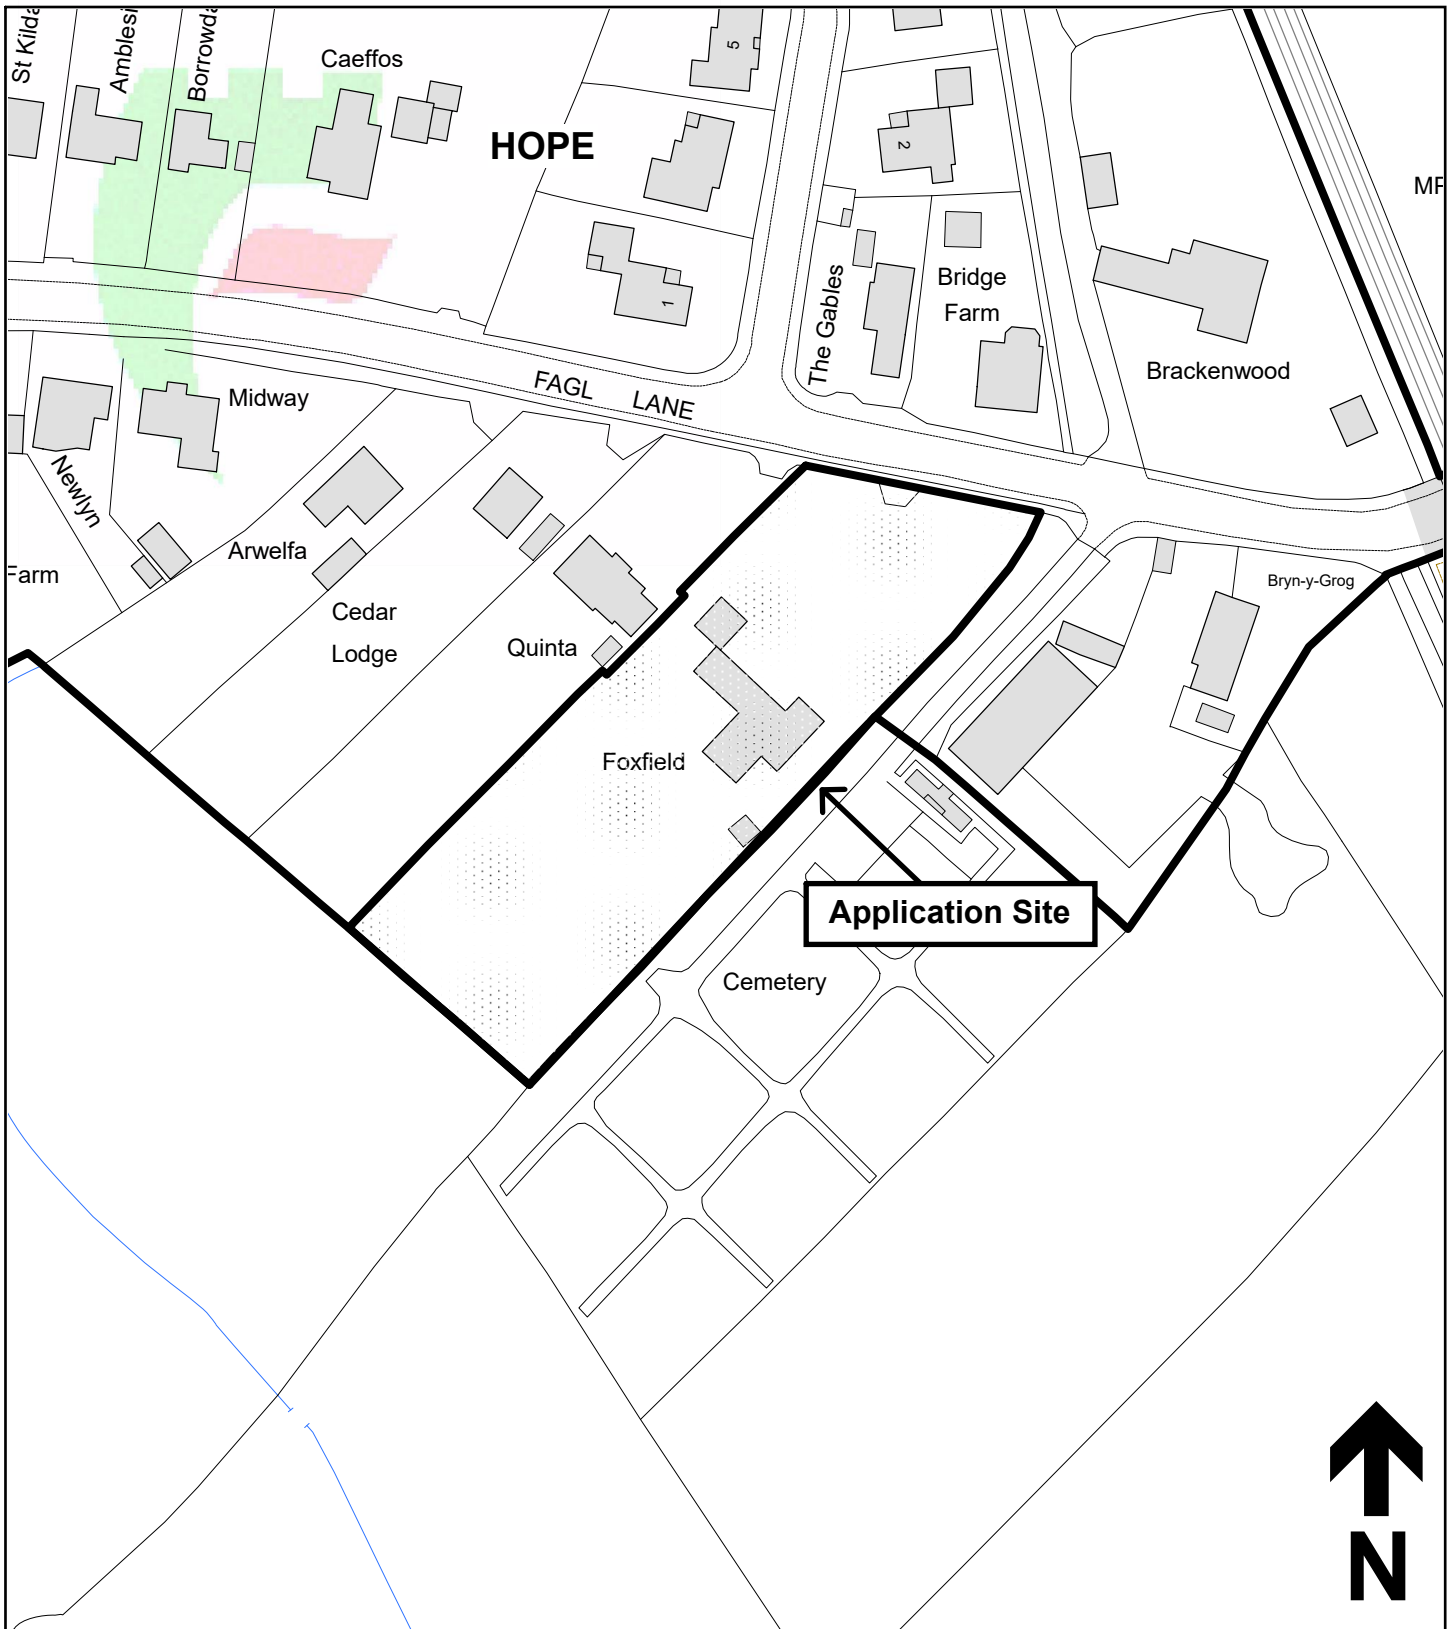 St Kilda
Amblesi
Borrowda
Caeffos
5
HOPE
2
MP
The Gables
Bridge
Farm
1
Brackenwood
FAGL LANE
Midway
Newlyn
Arwelfa
Farm
Bryn-y-Grog
Cedar
Lodge
Quinta
Foxfield
Application Site
Cemetery
N